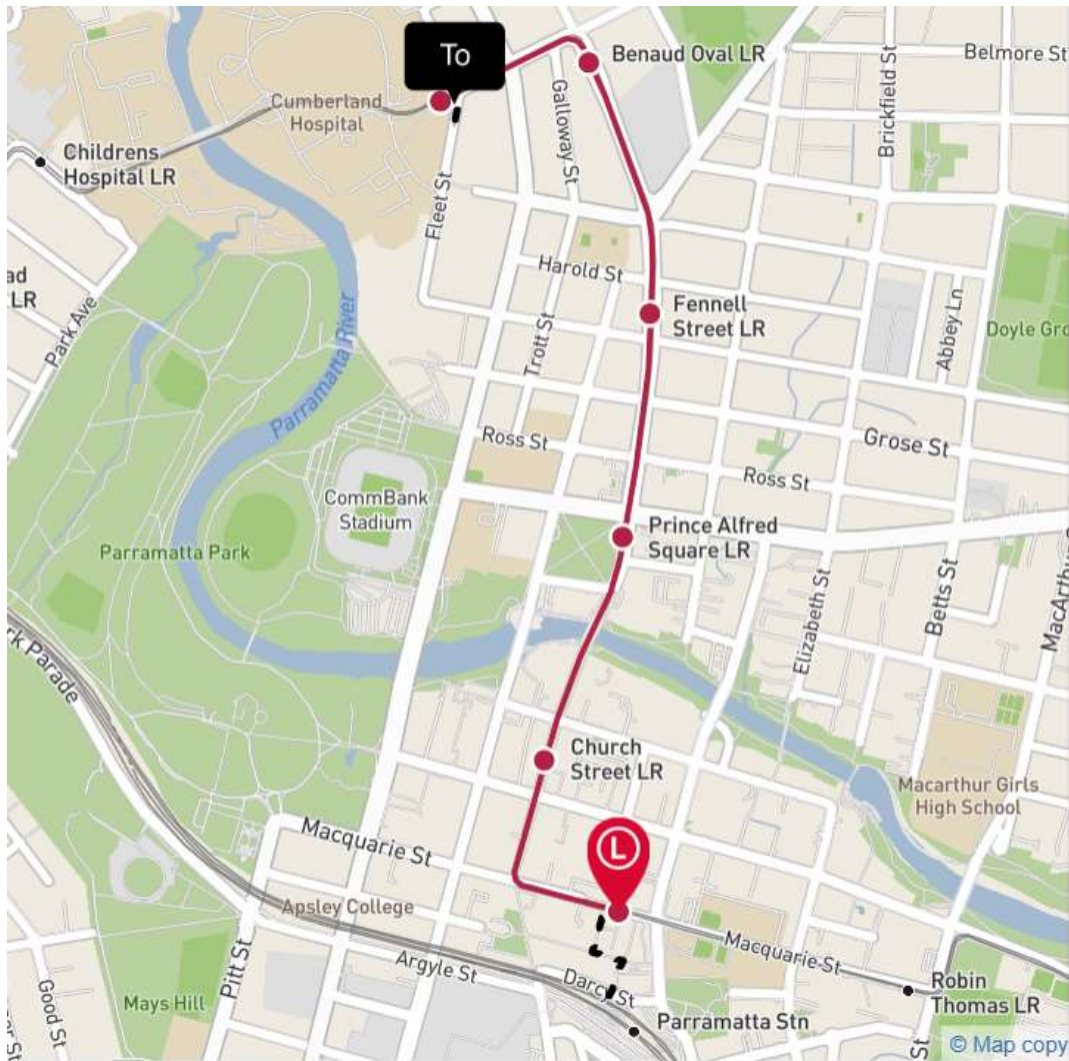 To
Benaud Oval LR
Belmore St
Cumberland
Hospital
Galloway St
Brickfield St
Childrens
Hospital LR
Fleet St
ad
LR
Park Ave
Harold St
Abbey Ln
Fennell
Street LR
Doyle Gro
Trott St
Parramatta River
Ross St
Grose St
Ross St
CommBank
Stadium
Prince Alfred
Square LR
Parramatta Park
Elizabeth St
Betts St
MacArthur
rk Parade
Church
Street LR
Macarthur Girls
High School
L
Macquarie St
Apsley College
Macquarie St
Pitt St
Argyle St
Darcy St
Robin
Thomas LR
Good St
Mays Hill
Parramatta Stn
St
© Map copy